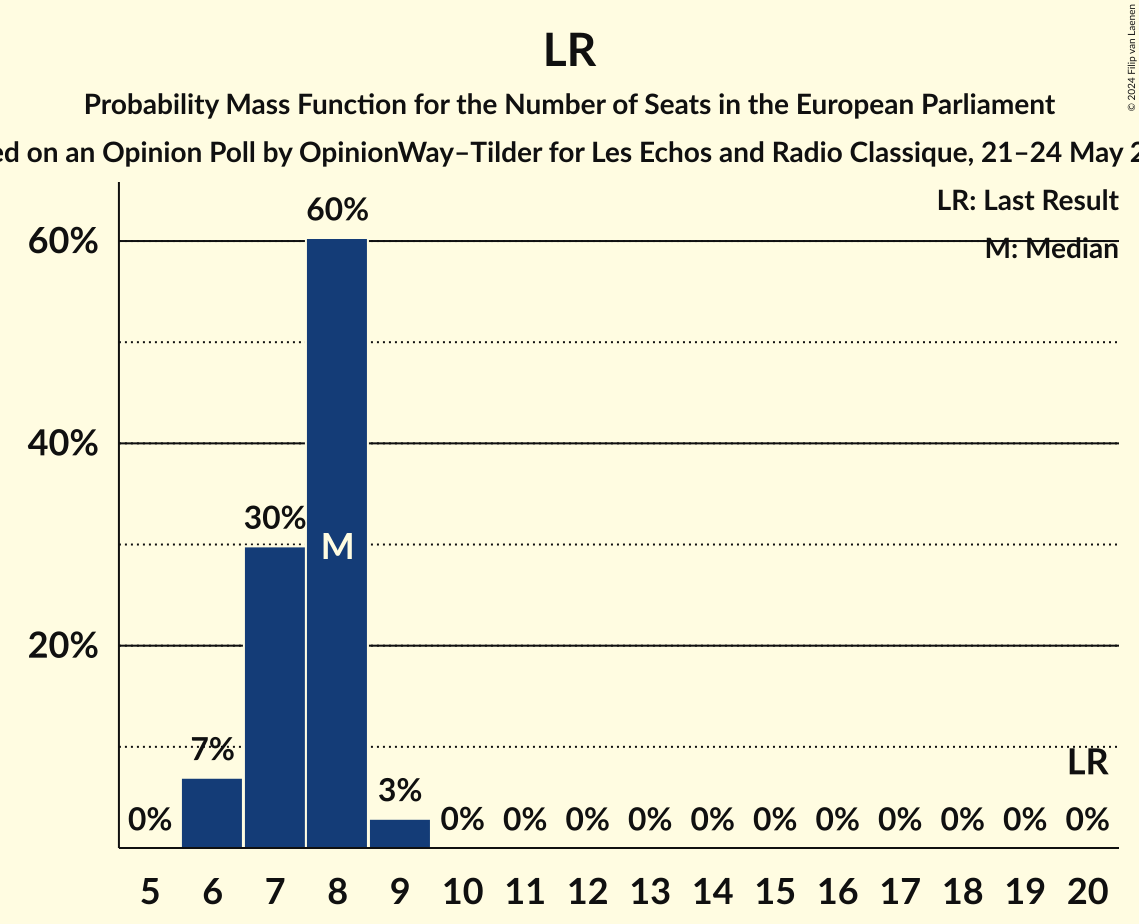 LR
Probability Mass Function for the Number of Seats in the European Parliament
on an Opinion Poll by OpinionWay–Tilder for Les Echos and Radio Classique, 21–24 May
© 2024 Filip van Laenen
LR: Last Result
M: Median
60%
40%
20%
0%
7%
30%
60%
M
3%
0%
0%
0%
0%
0%
0%
0%
0%
0%
0%
0%
LR
5 6 7 8 9 10 11 12 13 14 15 16 17 18 19 20